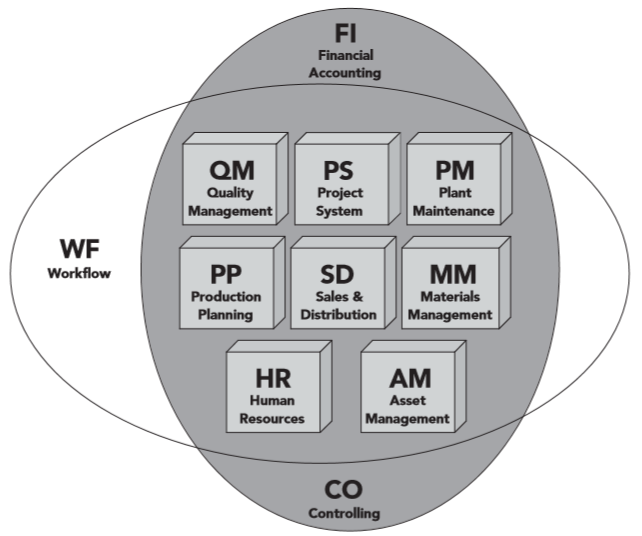 FI
Financial
Accounting
QM
Quality
Management
PS
Project
System
PM
Plant
Maintenance
WF
Workflow
PP
Production
Planning
SD
Sales &
Distribution
MM
Materials
Management
HR
Human
Resources
AM
Asset
Management
CO
Controlling